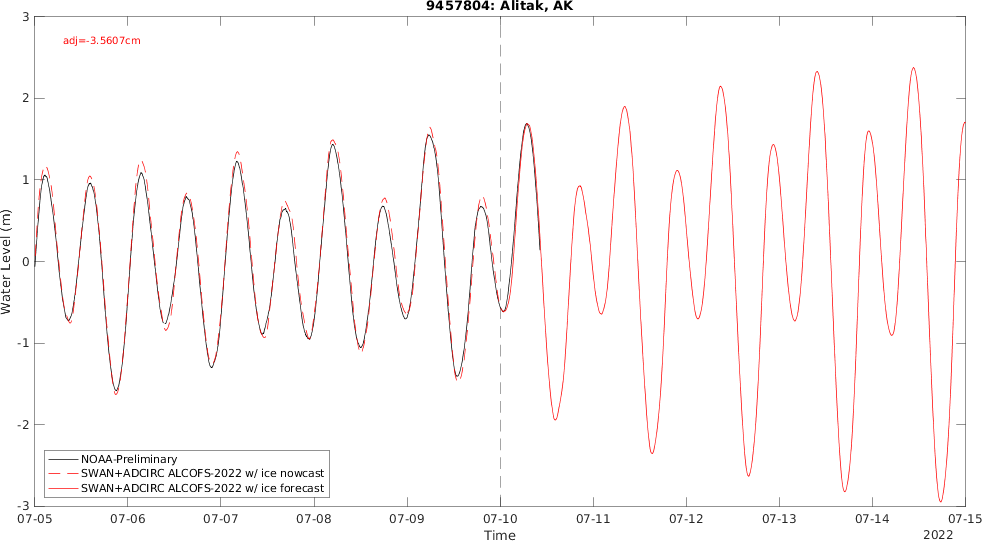 9457804: Alitak, AK
adj=-3.5607cm
3
2
1
0
-1
-2
-3
Water Level (m)
NOAA-Preliminary
SWAN+ADCIRC ALCOFS-2022 w/ ice nowcast
SWAN+ADCIRC ALCOFS-2022 w/ ice forecast
07-05 07-06 07-07 07-08 07-09 07-10 07-11 07-12 07-13 07-14 07-15
Time
2022